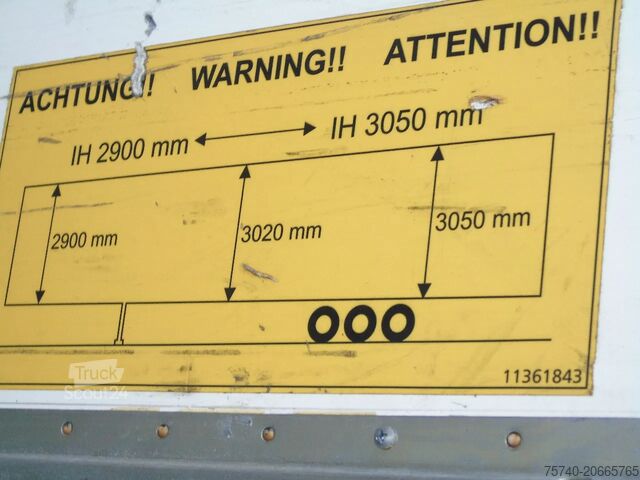 ACHTUNG!! WARNING!! ATTENTION!!
IH 2900 mm IH 3050 mm
2900 mm 3020 mm 3050 mm
11361843
Truck
Scout24
75740-20665765